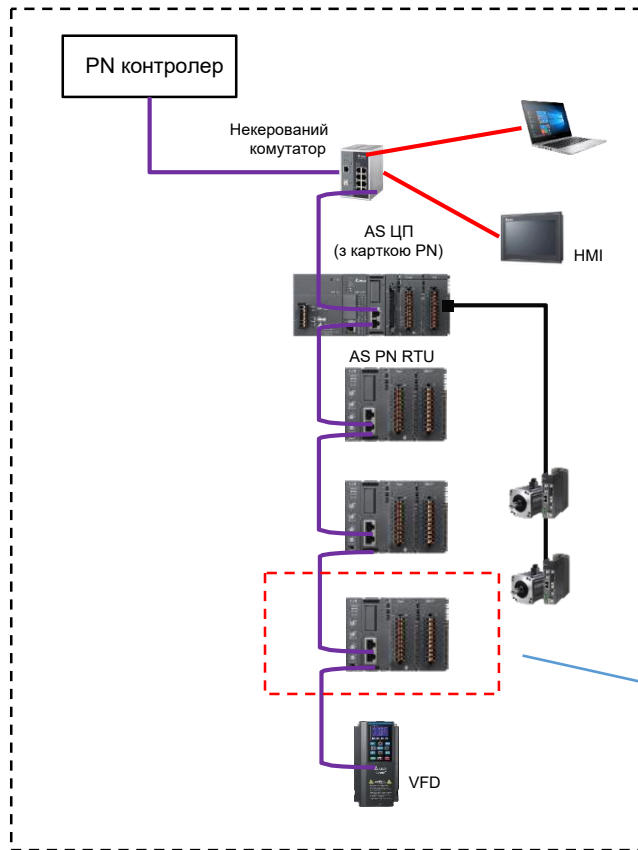 PN контролер
Некерований
комутатор
AS ЦП
(з карткою PN)
HMI
AS PN RTU
VFD